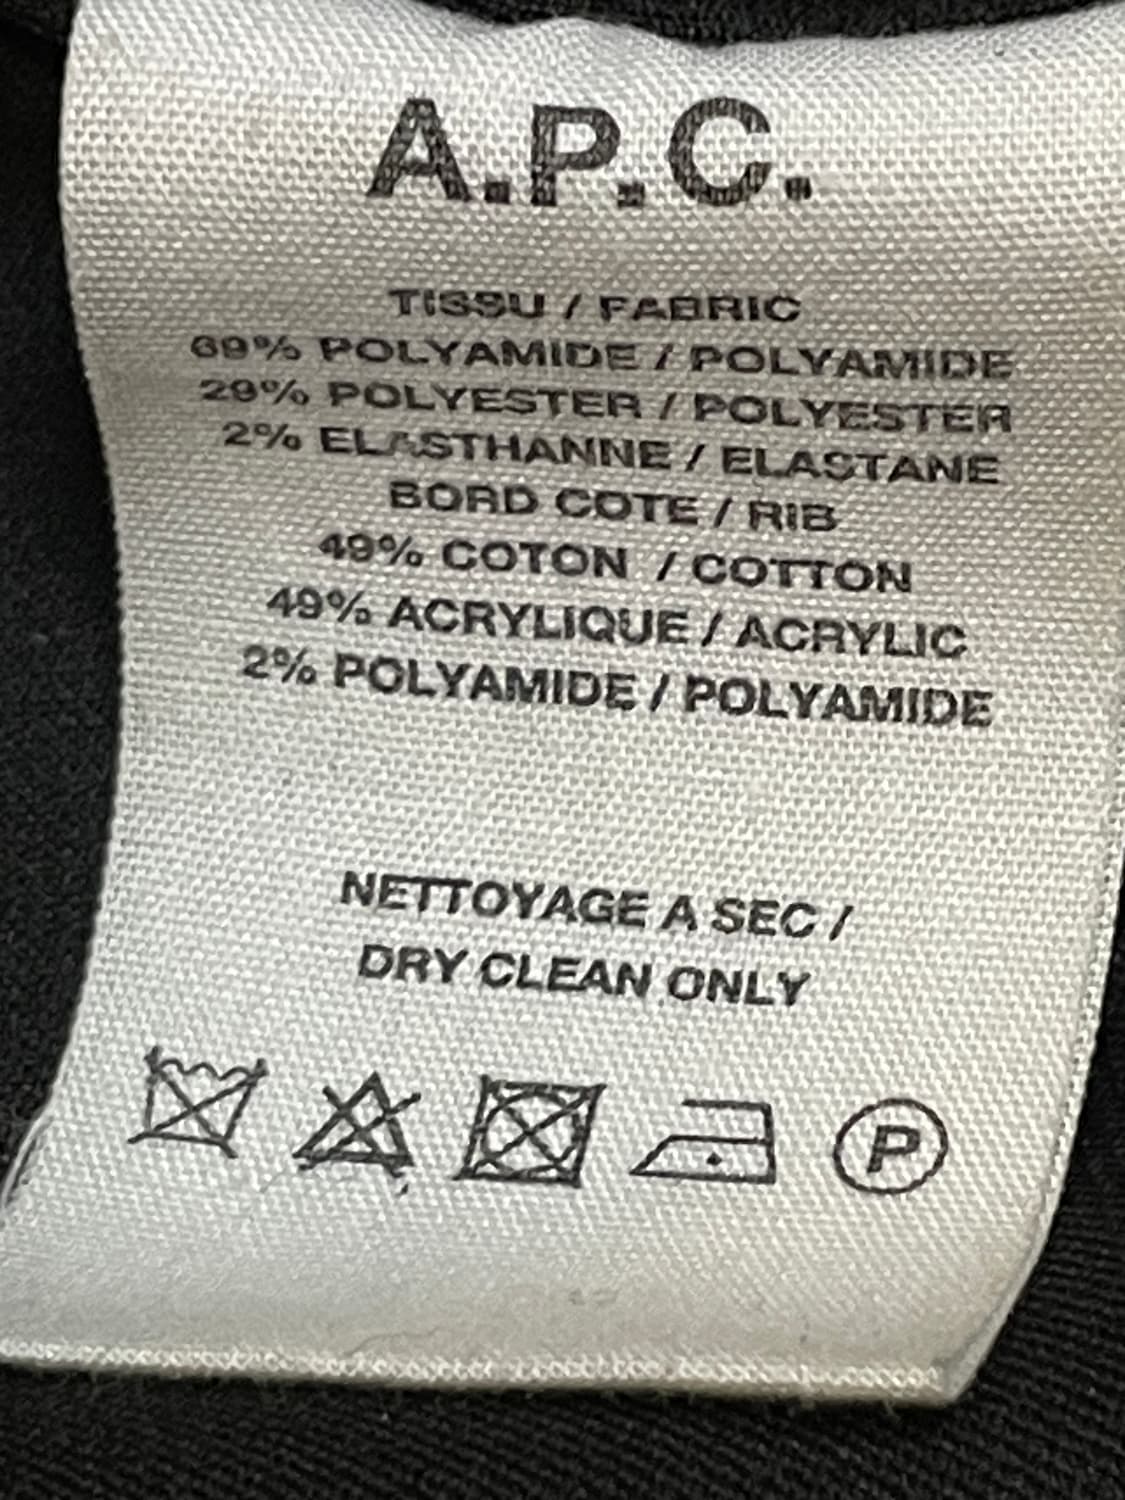 A.P.C.
TISSU / FABRIC
69% POLYAMIDE / POLYAMIDE
29% POLYESTER / POLYESTER
2% ELASTHANNE / ELASTANE
BORD COTE / RIB
49% COTON / COTTON
49% ACRYLIQUE / ACRYLIC
2% POLYAMIDE / POLYAMIDE
NETTOYAGE A SEC /
DRY CLEAN ONLY
P